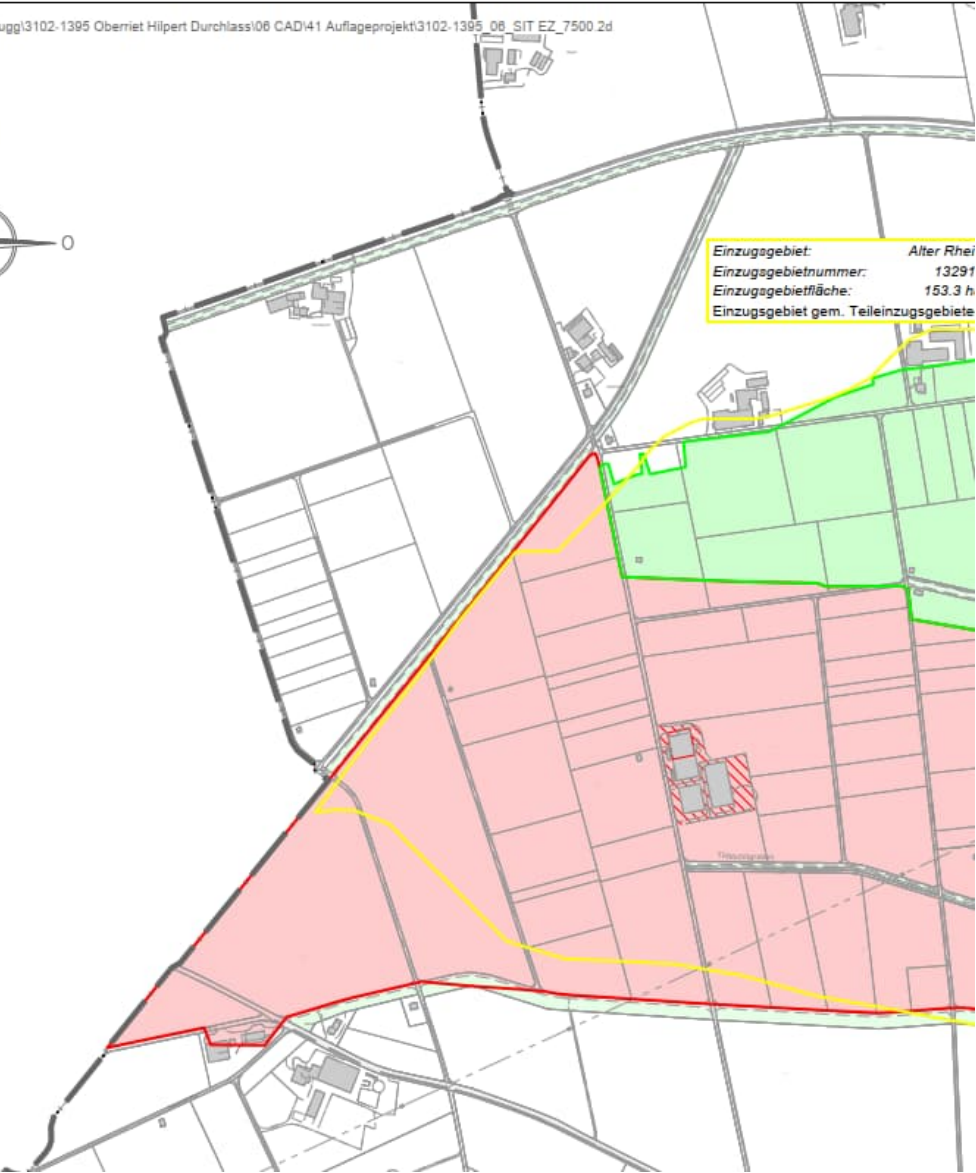 ugg\3102-1395 Oberriet Hilpert Durchlass\06 CAD\41 Auflageprojekt\3102-1395_06_SIT EZ_7500.2d
O
Einzugsgebiet: Alter Rhei
Einzugsgebietnummer: 13291
Einzugsgebietfläche: 153.3 h
Einzugsgebiet gem. Teileinzugsgebiete